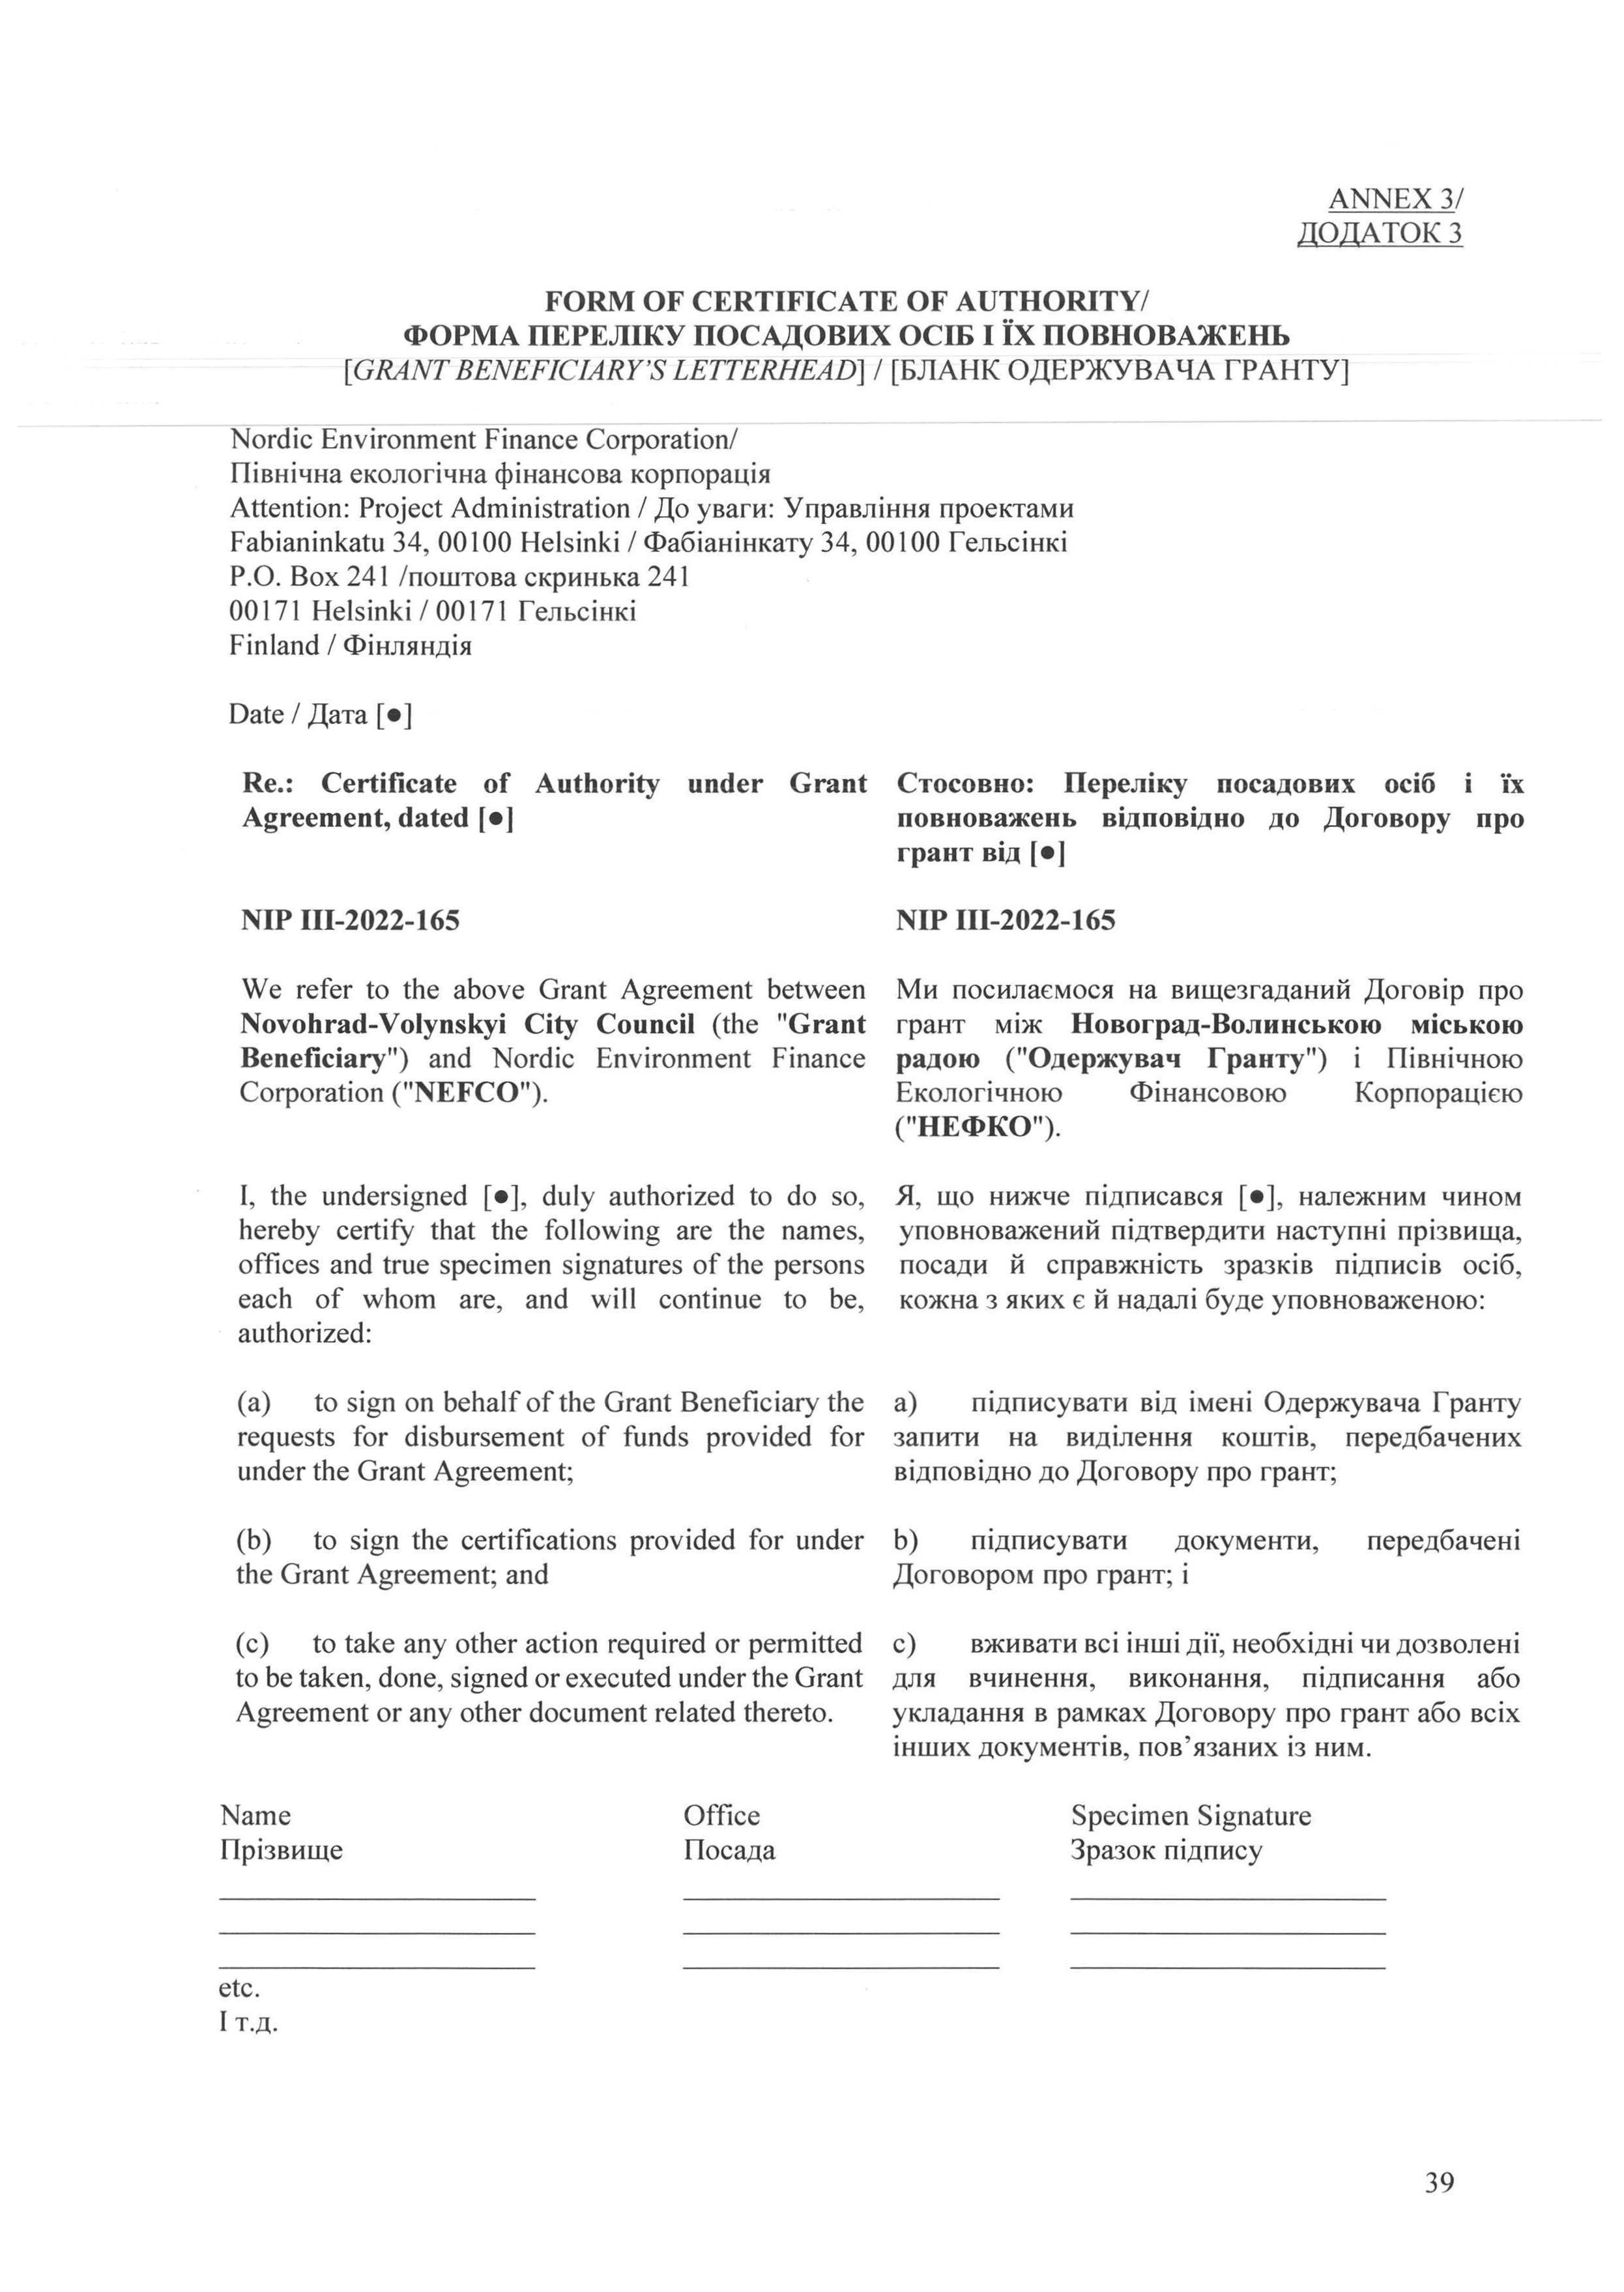 ANNEX 3/
ДОДАТОК 3
FORM OF CERTIFICATE OF AUTHORITY/
ФОРМА ПЕРЕЛІКУ ПОСАДОВИХ ОСІБ І ЇХ ПОВНОВАЖЕНЬ
[GRANT BENEFICIARY'S LETTERHEAD] / [БЛАНК ОДЕРЖУВАЧА ГРАНТУ]
Nordic Environment Finance Corporation/
Північна екологічна фінансова корпорація
Attention: Project Administration / До уваги: Управління проектами
Fabianinkatu 34, 00100 Helsinki / Фабіанінкату 34, 00100 Гельсінкі
P.O. Box 241 /поштова скринька 241
00171 Helsinki / 00171 Гельсінкі
Finland / Фінляндія
Date / Дата [●]
Re.: Certificate of Authority under Grant
Agreement, dated [●]
NIP III-2022-165
We refer to the above Grant Agreement between
Novohrad-Volynskyi City Council (the "Grant
Beneficiary") and Nordic Environment Finance
Corporation ("NEFCO").
I, the undersigned [●], duly authorized to do so,
hereby certify that the following are the names,
offices and true specimen signatures of the persons
each of whom are, and will continue to be,
authorized:
(a) to sign on behalf of the Grant Beneficiary the
requests for disbursement of funds provided for
under the Grant Agreement;
(b) to sign the certifications provided for under
the Grant Agreement; and
(c) to take any other action required or permitted
to be taken, done, signed or executed under the Grant
Agreement or any other document related thereto.
Стосовно: Переліку посадових осіб і їх
повноважень відповідно до Договору про
грант від [●]
NIP III-2022-165
Ми посилаємося на вищезгаданий Договір про
грант між Новоград-Волинською міською
радою ("Одержувач Гранту") і Північною
Екологічною Фінансовою Корпорацією
("НЕФКО").
Я, що нижче підписався [●], належним чином
уповноважений підтвердити наступні прізвища,
посади й справжність зразків підписів осіб,
кожна з яких є й надалі буде уповноваженою:
a) підписувати від імені Одержувача Гранту
запити на виділення коштів, передбачених
відповідно до Договору про грант;
b) підписувати документи, передбачені
Договором про грант; і
c) вживати всі інші дії, необхідні чи дозволені
для вчинення, виконання, підписання або
укладання в рамках Договору про грант або всіх
інших документів, пов’язаних із ним.
Name Office Specimen Signature
Прізвище Посада Зразок підпису
etc.
І т.д.
39